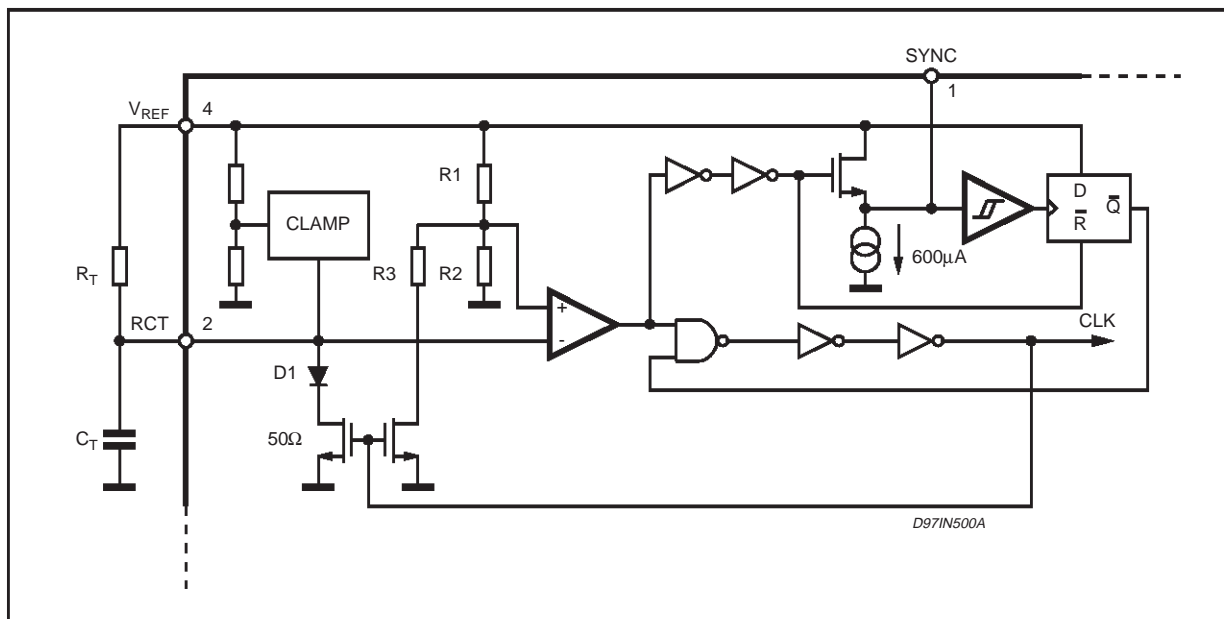 SYNC
1
VREF
4
R1
CLAMP
D
Q
R
600µA
RT
R3
R2
RCT
2
+
-
CLK
D1
50Ω
CT
D97IN500A